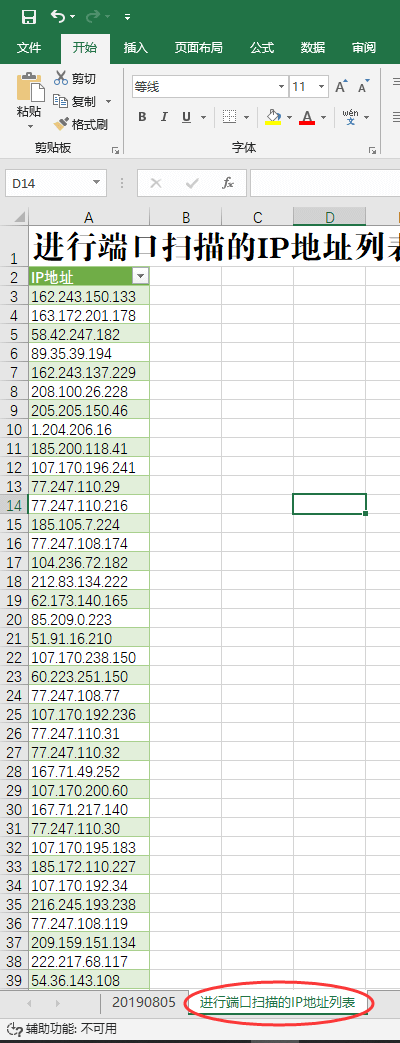 文件 开始 插入 页面布局 公式 数据 审阅
剪切
复制
格式刷
粘贴
剪贴板
等线 11 A A
B I U A wén 文
字体
D14 fx
A B C D
1 进行端口扫描的IP地址列表
2 IP地址
3 162.243.150.133
4 163.172.201.178
5 58.42.247.182
6 89.35.39.194
7 162.243.137.229
8 208.100.26.228
9 205.205.150.46
10 1.204.206.16
11 185.200.118.41
12 107.170.196.241
13 77.247.110.29
14 77.247.110.216
15 185.105.7.224
16 77.247.108.174
17 104.236.72.182
18 212.83.134.222
19 62.173.140.165
20 85.209.0.223
21 51.91.16.210
22 107.170.238.150
23 60.223.251.150
24 77.247.108.77
25 107.170.192.236
26 77.247.110.31
27 77.247.110.32
28 167.71.49.252
29 107.170.200.60
30 167.71.217.140
31 77.247.110.30
32 107.170.195.183
33 185.172.110.227
34 107.170.192.34
35 216.245.193.238
36 77.247.108.119
37 209.159.151.134
38 222.217.68.117
39 54.36.143.108
20190805 进行端口扫描的IP地址列表
辅助功能: 不可用